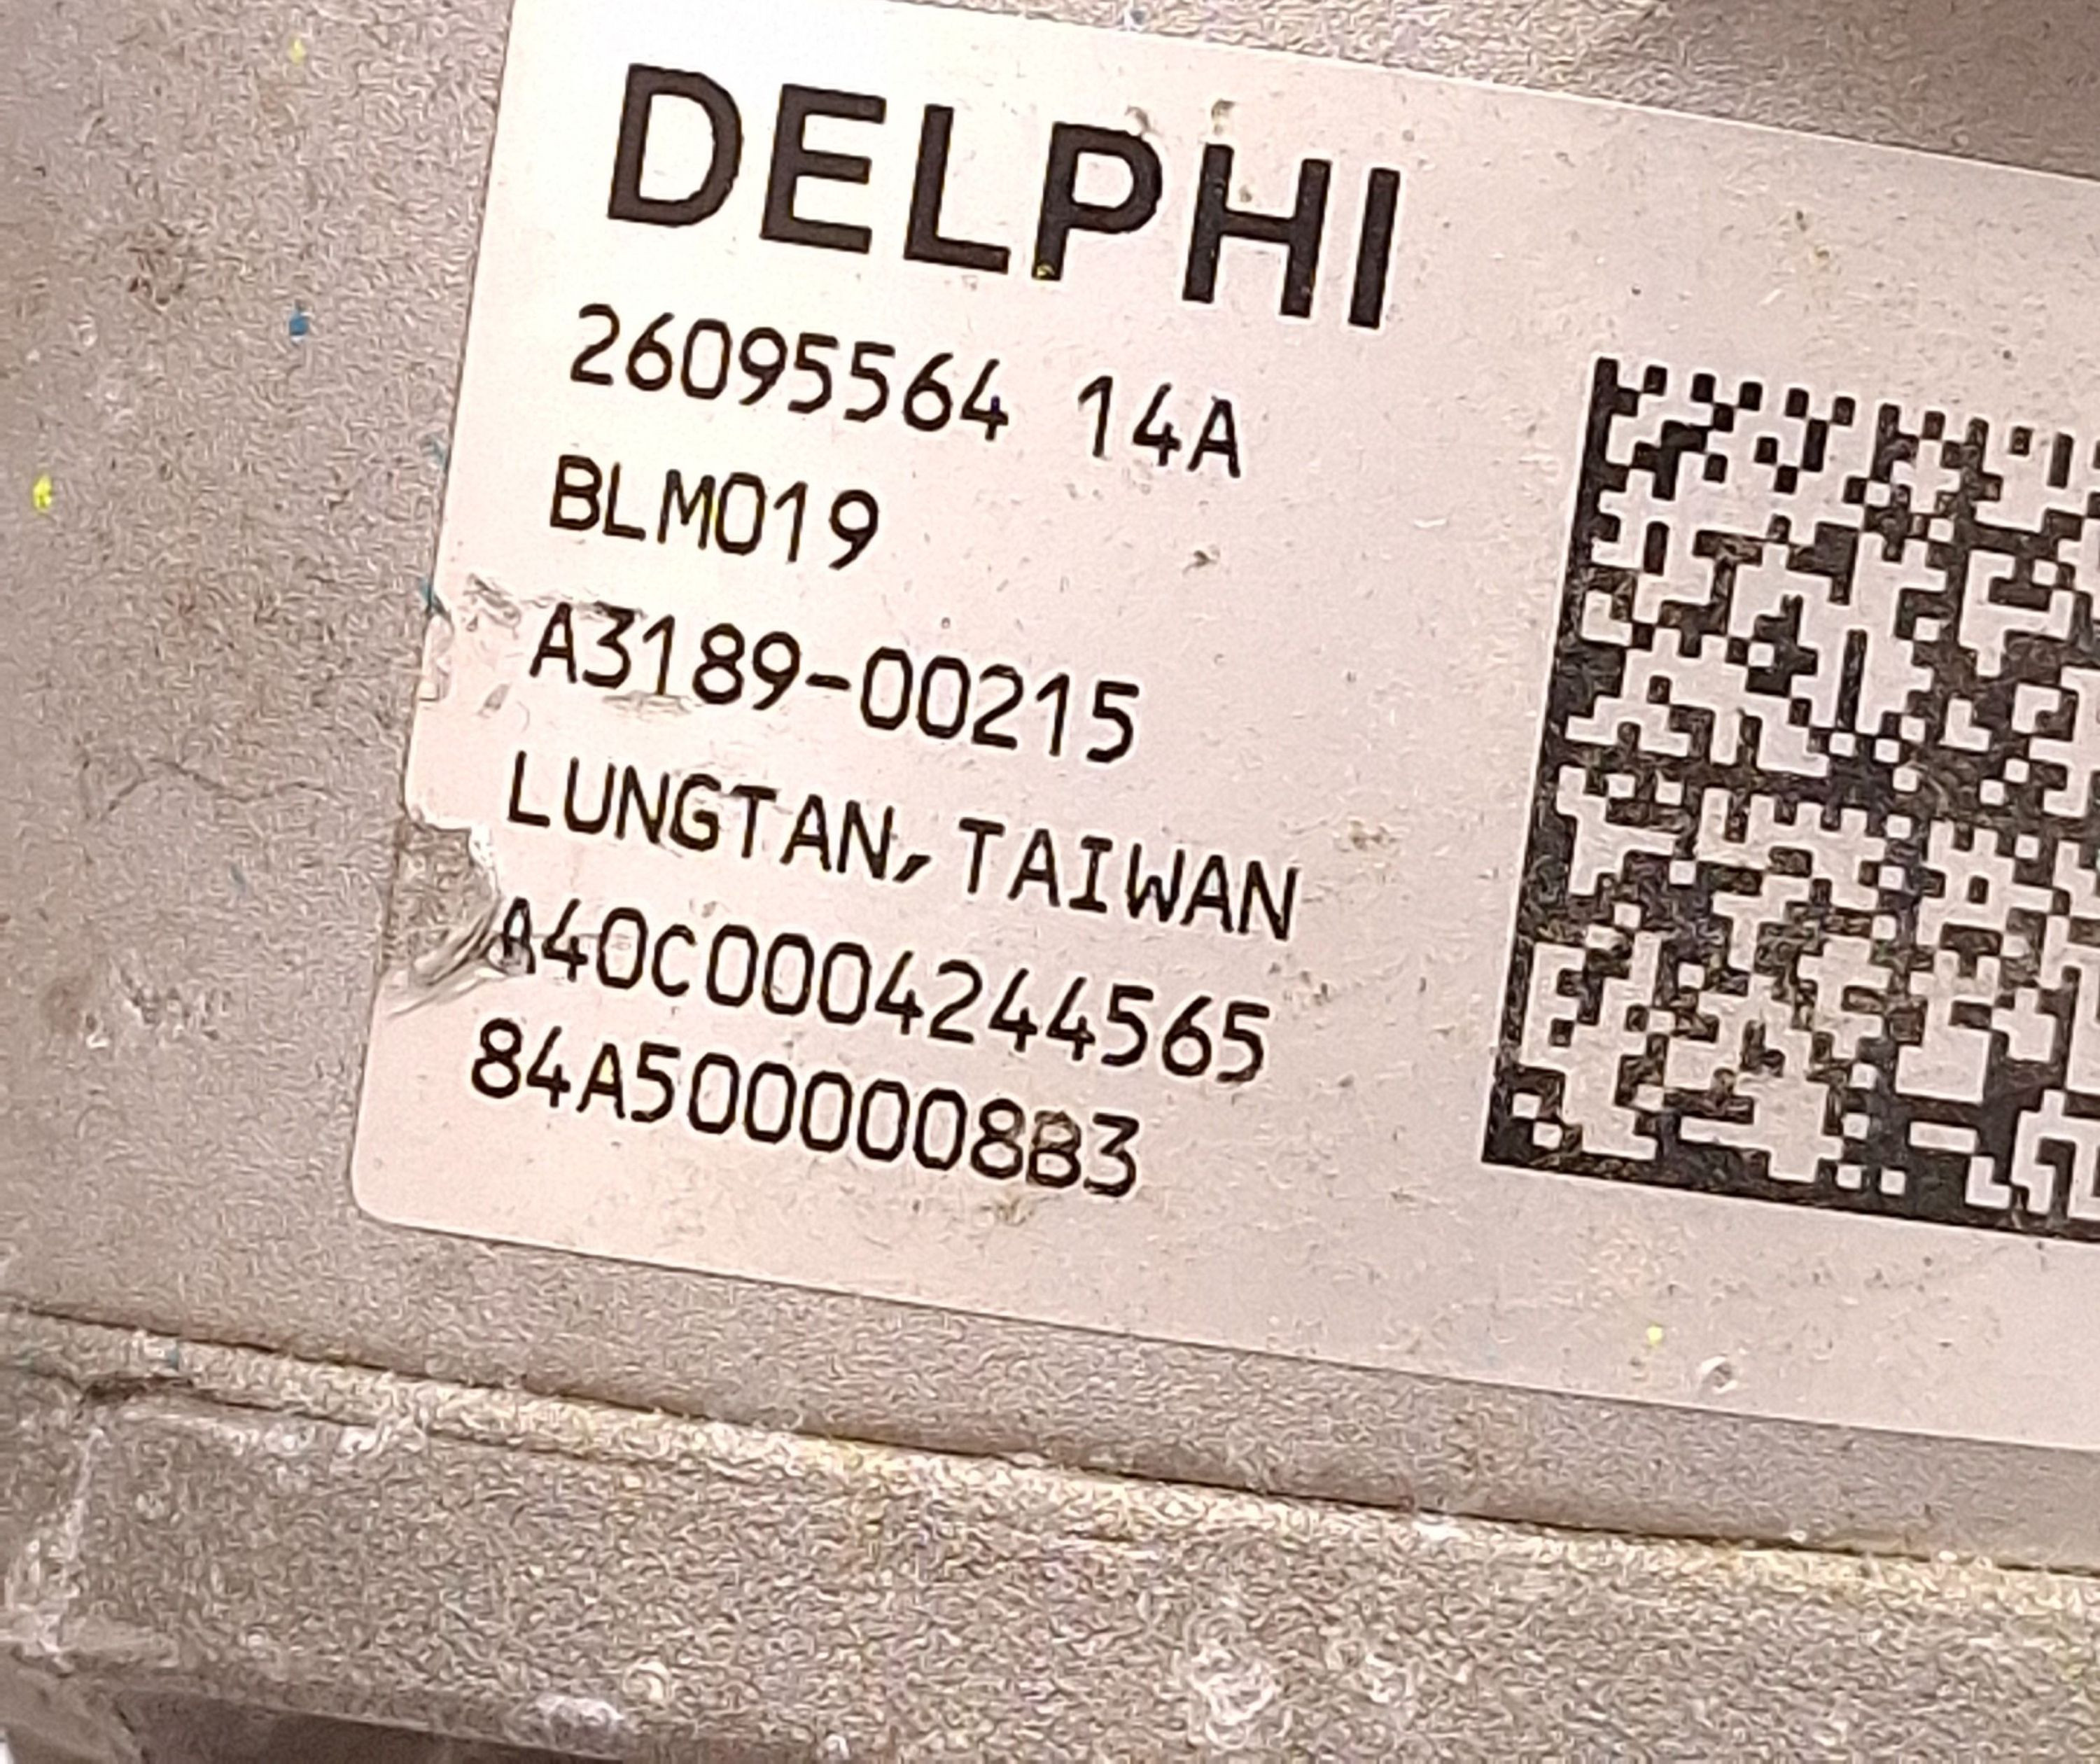 DELPHI
26095564 14A
BLM019
A3189-00215
LUNGTAN,TAIWAN
A40C0004244565
84A5000008B3